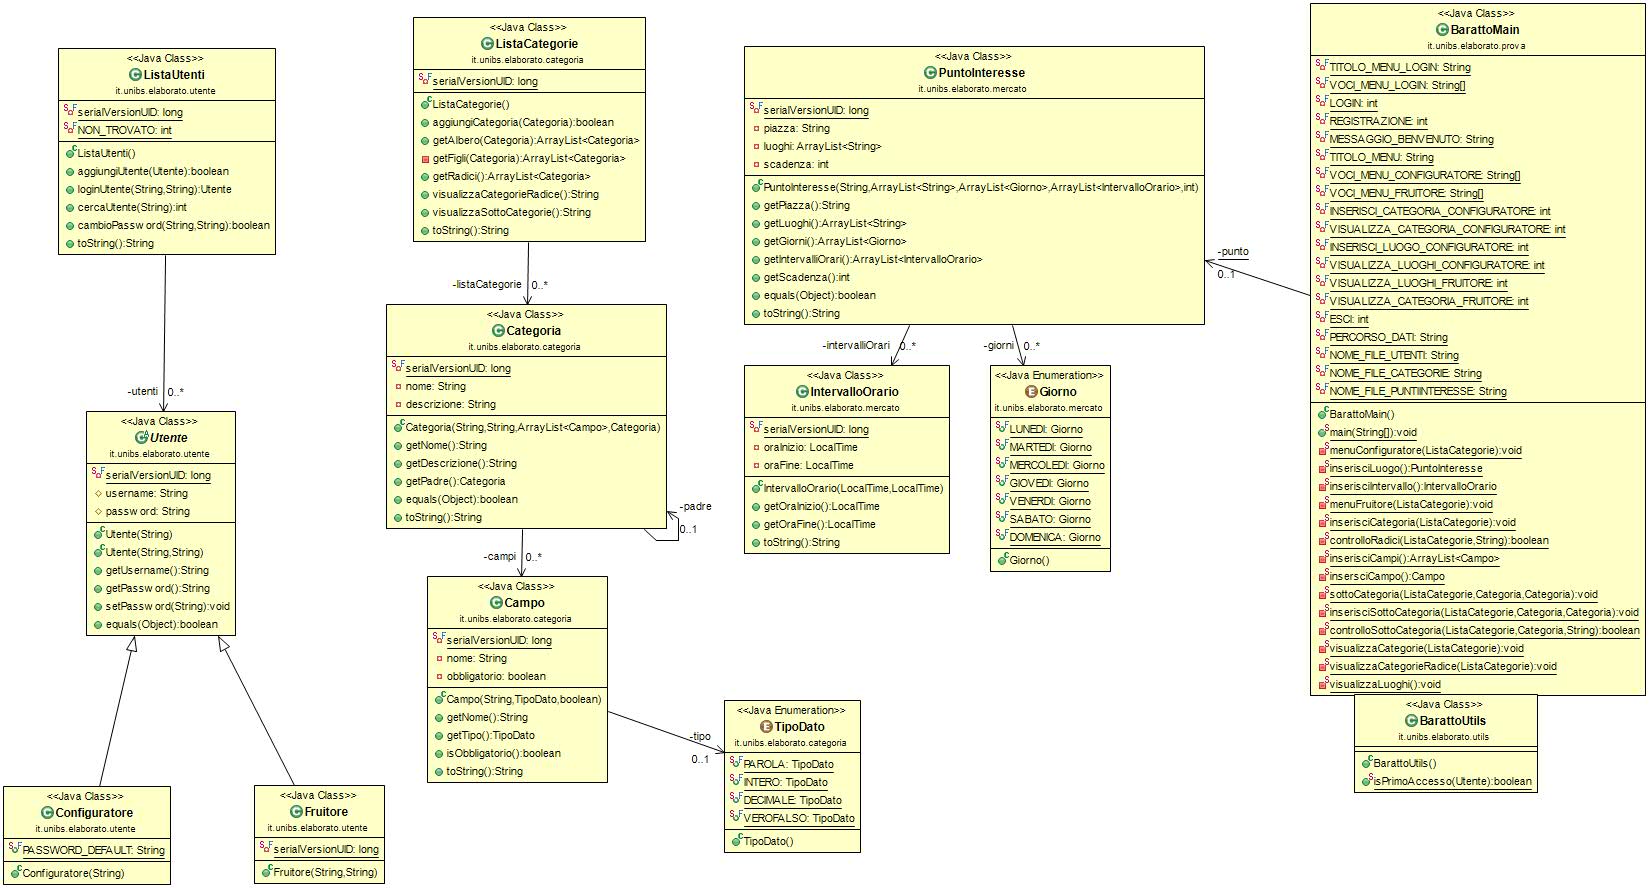 <<Java Class>>
ListaUtenti
it.unibs.elaborato.utente
serialVersionUID: long
NON_TROVATO: int
ListaUtenti()
aggiungiUtente(Utente):boolean
loginUtente(String,String):Utente
cercaUtente(String):int
cambioPassword(String,String):boolean
toString():String
-utenti
0..*
<<Java Class>>
Utente
it.unibs.elaborato.utente
serialVersionUID: long
username: String
password: String
Utente(String)
Utente(String,String)
getUsername():String
getPassword():String
setPassword(String):void
equals(Object):boolean
<<Java Class>>
Configuratore
it.unibs.elaborato.utente
PASSWORD_DEFAULT: String
Configuratore(String)
<<Java Class>>
Fruitore
it.unibs.elaborato.utente
serialVersionUID: long
Fruitore(String,String)
<<Java Class>>
ListaCategorie
it.unibs.elaborato.categoria
serialVersionUID: long
ListaCategorie()
aggiungiCategoria(Categoria):boolean
getAlbero(Categoria):ArrayList<Categoria>
getFigli(Categoria):ArrayList<Categoria>
getRadici():ArrayList<Categoria>
visualizzaCategorieRadice():String
visualizzaSottoCategorie():String
toString():String
-listaCategorie
0..*
<<Java Class>>
Categoria
it.unibs.elaborato.categoria
serialVersionUID: long
nome: String
descrizione: String
Categoria(String,String,ArrayList<Campo>,Categoria)
getNome():String
getDescrizione():String
getPadre():Categoria
equals(Object):boolean
toString():String
-padre
0..1
-campi
0..*
<<Java Class>>
Campo
it.unibs.elaborato.categoria
serialVersionUID: long
nome: String
obbligatorio: boolean
Campo(String,TipoDato,boolean)
getNome():String
getTipo():TipoDato
isObbligatorio():boolean
toString():String
-tipo
0..1
<<Java Enumeration>>
TipoDato
it.unibs.elaborato.categoria
PAROLA: TipoDato
INTERO: TipoDato
DECIMALE: TipoDato
VEROFALSO: TipoDato
TipoDato()
<<Java Class>>
PuntoInteresse
it.unibs.elaborato.mercato
serialVersionUID: long
piazza: String
luoghi: ArrayList<String>
scadenza: int
PuntoInteresse(String,ArrayList<String>,ArrayList<Giorno>,ArrayList<IntervalloOrario>,int)
getPiazza():String
getLuoghi():ArrayList<String>
getGiorni():ArrayList<Giorno>
getIntervalliOrari():ArrayList<IntervalloOrario>
getScadenza():int
equals(Object):boolean
toString():String
-intervalliOrari
0..*
-giorni
0..*
<<Java Class>>
IntervalloOrario
it.unibs.elaborato.mercato
serialVersionUID: long
oraInizio: LocalTime
oraFine: LocalTime
IntervalloOrario(LocalTime,LocalTime)
getOraInizio():LocalTime
getOraFine():LocalTime
toString():String
<<Java Enumeration>>
Giorno
it.unibs.elaborato.mercato
LUNEDI: Giorno
MARTEDI: Giorno
MERCOLEDI: Giorno
GIOVEDI: Giorno
VENERDI: Giorno
SABATO: Giorno
DOMENICA: Giorno
Giorno()
-punto
0..1
<<Java Class>>
BarattoMain
it.unibs.elaborato.prova
TITOLO_MENU_LOGIN: String
VOCI_MENU_LOGIN: String[]
LOGIN: int
REGISTRAZIONE: int
MESSAGGIO_BENVENUTO: String
TITOLO_MENU: String
VOCI_MENU_CONFIGURATORE: String[]
VOCI_MENU_FRUITORE: String[]
INSERISCI_CATEGORIA_CONFIGURATORE: int
VISUALIZZA_CATEGORIA_CONFIGURATORE: int
INSERISCI_LUOGO_CONFIGURATORE: int
VISUALIZZA_LUOGHI_CONFIGURATORE: int
VISUALIZZA_LUOGHI_FRUITORE: int
VISUALIZZA_CATEGORIA_FRUITORE: int
ESCI: int
PERCORSO_DATI: String
NOME_FILE_UTENTI: String
NOME_FILE_CATEGORIE: String
NOME_FILE_PUNTIINTERESSE: String
BarattoMain()
main(String[]):void
menuConfiguratore(ListaCategorie):void
inserisciLuogo():PuntoInteresse
inserisciIntervallo():IntervalloOrario
menuFruitore(ListaCategorie):void
inserisciCategoria(ListaCategorie):void
controlloRadici(ListaCategorie,String):boolean
inserisciCampi():ArrayList<Campo>
insersciCampo():Campo
sottoCategoria(ListaCategorie,Categoria,Categoria):void
inserisciSottoCategoria(ListaCategorie,Categoria,Categoria):void
controlloSottoCategoria(ListaCategorie,Categoria,String):boolean
visualizzaCategorie(ListaCategorie):void
visualizzaCategorieRadice(ListaCategorie):void
visualizzaLuoghi():void
<<Java Class>>
BarattoUtils
it.unibs.elaborato.utils
BarattoUtils()
isPrimoAccesso(Utente):boolean